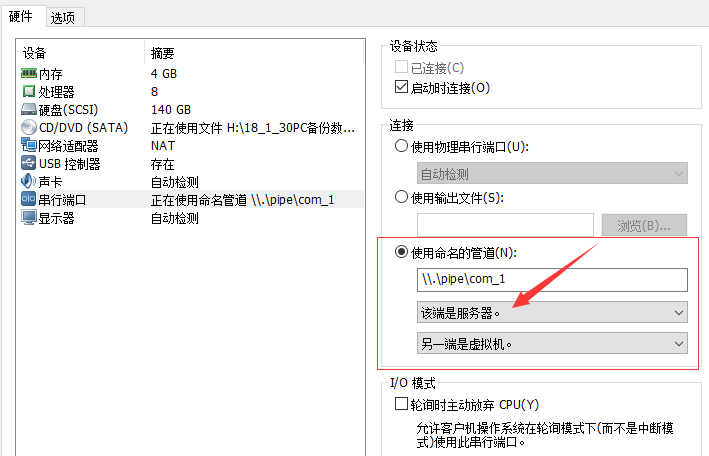 硬件 选项
设备 摘要
内存 4 GB
处理器 8
硬盘(SCSI) 140 GB
CD/DVD (SATA) 正在使用文件 H:\18_1_30PC备份数...
网络适配器 NAT
USB 控制器 存在
声卡 自动检测
串行端口 正在使用命名管道 \\.\pipe\com_1
显示器 自动检测
设备状态
已连接(C)
启动时连接(O)
连接
使用物理串行端口(U):
自动检测
使用输出文件(S):
浏览(B)...
使用命名的管道(N):
\\.\pipe\com_1
该端是服务器。
另一端是虚拟机。
I/O 模式
轮询时主动放弃 CPU(Y)
允许客户机操作系统在轮询模式下(而不是中断模
式)使用此串行端口。